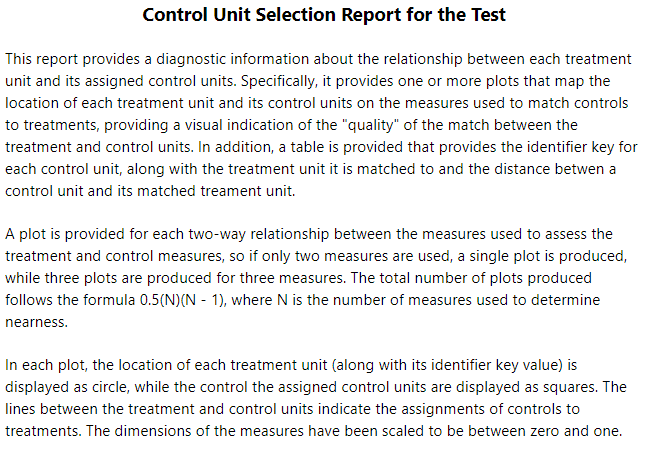 Control Unit Selection Report for the Test
This report provides a diagnostic information about the relationship between each treatment
unit and its assigned control units. Specifically, it provides one or more plots that map the
location of each treatment unit and its control units on the measures used to match controls
to treatments, providing a visual indication of the "quality" of the match between the
treatment and control units. In addition, a table is provided that provides the identifier key for
each control unit, along with the treatment unit it is matched to and the distance betwen a
control unit and its matched treament unit.
A plot is provided for each two-way relationship between the measures used to assess the
treatment and control measures, so if only two measures are used, a single plot is produced,
while three plots are produced for three measures. The total number of plots produced
follows the formula 0.5(N)(N - 1), where N is the number of measures used to determine
nearness.
In each plot, the location of each treatment unit (along with its identifier key value) is
displayed as circle, while the control the assigned control units are displayed as squares. The
lines between the treatment and control units indicate the assignments of controls to
treatments. The dimensions of the measures have been scaled to be between zero and one.